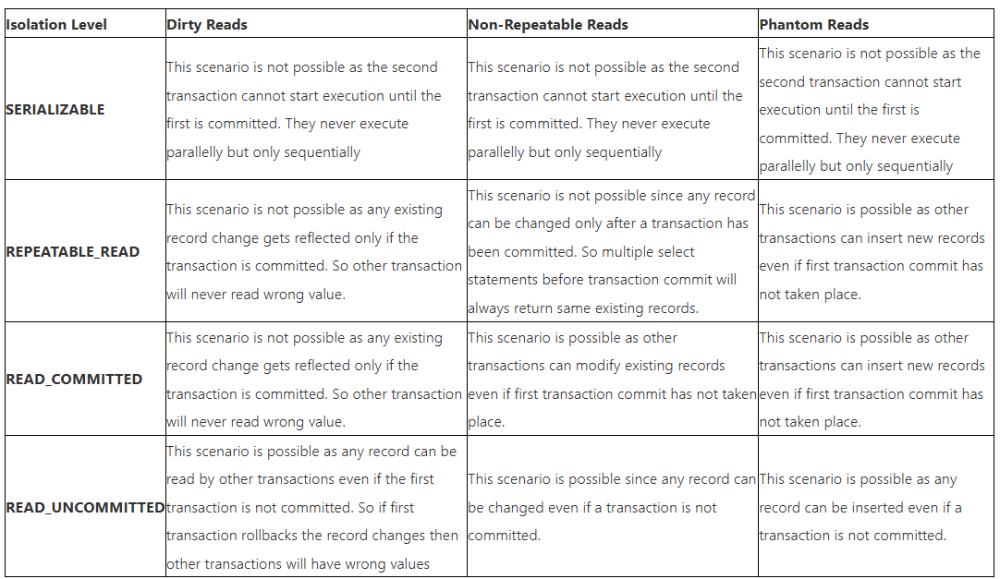 Isolation Level Dirty Reads Non-Repeatable Reads Phantom Reads
SERIALIZABLE
This scenario is not possible as the second
transaction cannot start execution until the
first is committed. They never execute
parallelly but only sequentially
This scenario is not possible as the second
transaction cannot start execution until the
first is committed. They never execute
parallelly but only sequentially
This scenario is not possible as the
second transaction cannot start
execution until the first is
committed. They never execute
parallelly but only sequentially
REPEATABLE_READ
This scenario is not possible as any existing
record change gets reflected only if the
transaction is committed. So other transaction
will never read wrong value.
This scenario is not possible since any record
can be changed only after a transaction has
been committed. So multiple select
statements before transaction commit will
always return same existing records.
This scenario is possible as other
transactions can insert new records
even if first transaction commit has
not taken place.
READ_COMMITTED
This scenario is not possible as any existing
record change gets reflected only if the
transaction is committed. So other transaction
will never read wrong value.
This scenario is possible as other
transactions can modify existing records
even if first transaction commit has not taken
place.
This scenario is possible as other
transactions can insert new records
even if first transaction commit has
not taken place.
READ_UNCOMMITTED
This scenario is possible as any record can be
read by other transactions even if the first
transaction is not committed. So if first
transaction rollbacks the record changes then
other transactions will have wrong values
This scenario is possible since any record can
be changed even if a transaction is not
committed.
This scenario is possible as any
record can be inserted even if a
transaction is not committed.